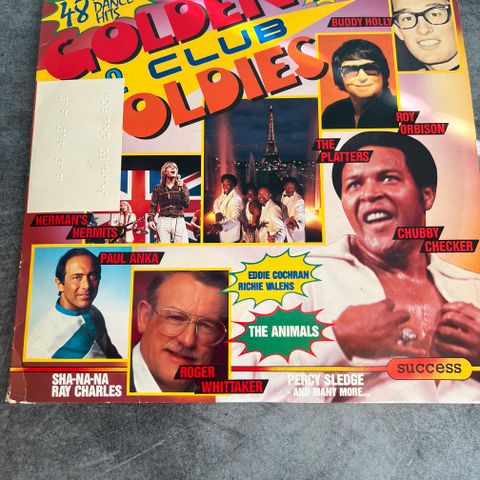 48
DANCE
HITS
GOLDEN
CLUB
OLDIES
BUDDY HOLLY
ROY
ORBISON
THE
PLATTERS
CHUBBY
CHECKER
HERMAN'S
HERMITS
PAUL ANKA
EDDIE COCHRAN
RICHIE VALENS
THE ANIMALS
ROGER
WHITTAKER
SHA-NA-NA
RAY CHARLES
PERCY SLEDGE
- AND MANY MORE...
success